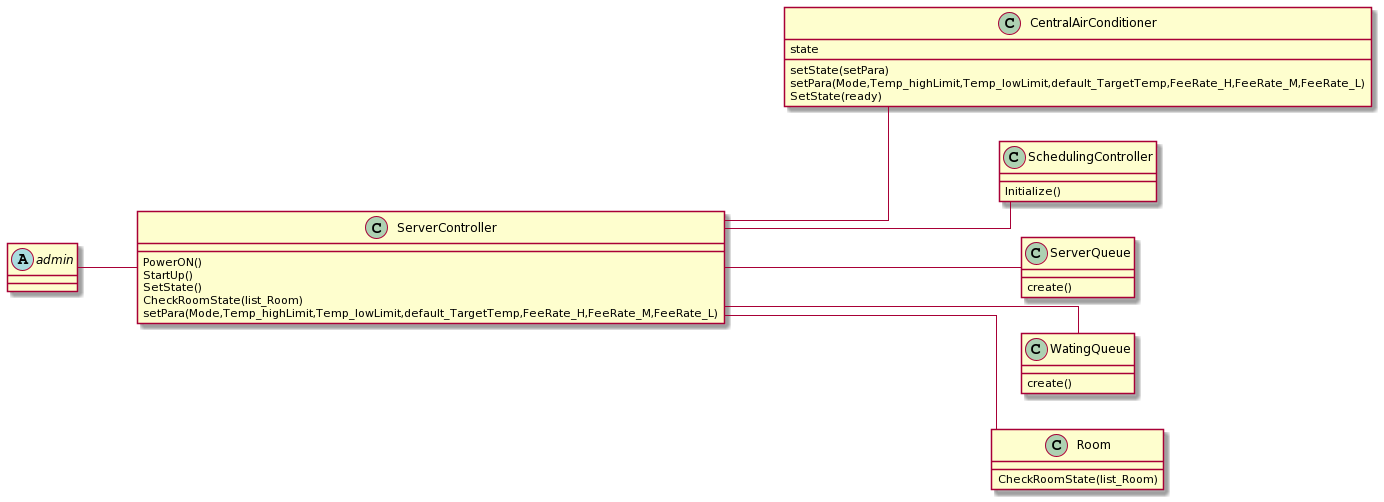 C CentralAirConditioner
state
setState(setPara)
setPara(Mode,Temp_highLimit,Temp_lowLimit,default_TargetTemp,FeeRate_H,FeeRate_M,FeeRate_L)
SetState(ready)
C SchedulingController
Initialize()
C ServerController
PowerON()
StartUp()
SetState()
CheckRoomState(list_Room)
setPara(Mode,Temp_highLimit,Temp_lowLimit,default_TargetTemp,FeeRate_H,FeeRate_M,FeeRate_L)
A admin
C ServerQueue
create()
C WatingQueue
create()
C Room
CheckRoomState(list_Room)